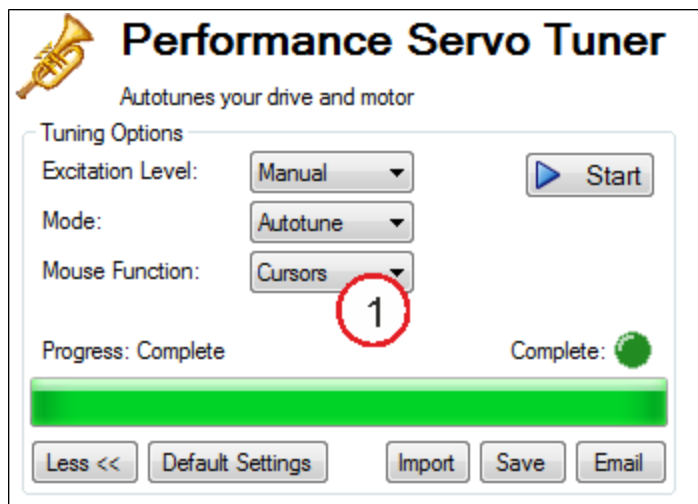 Performance Servo Tuner
Autotunes your drive and motor
Tuning Options
Excitation Level: Manual Start
Mode: Autotune
Mouse Function: Cursors
1
Progress: Complete Complete:
Less << Default Settings Import Save Email